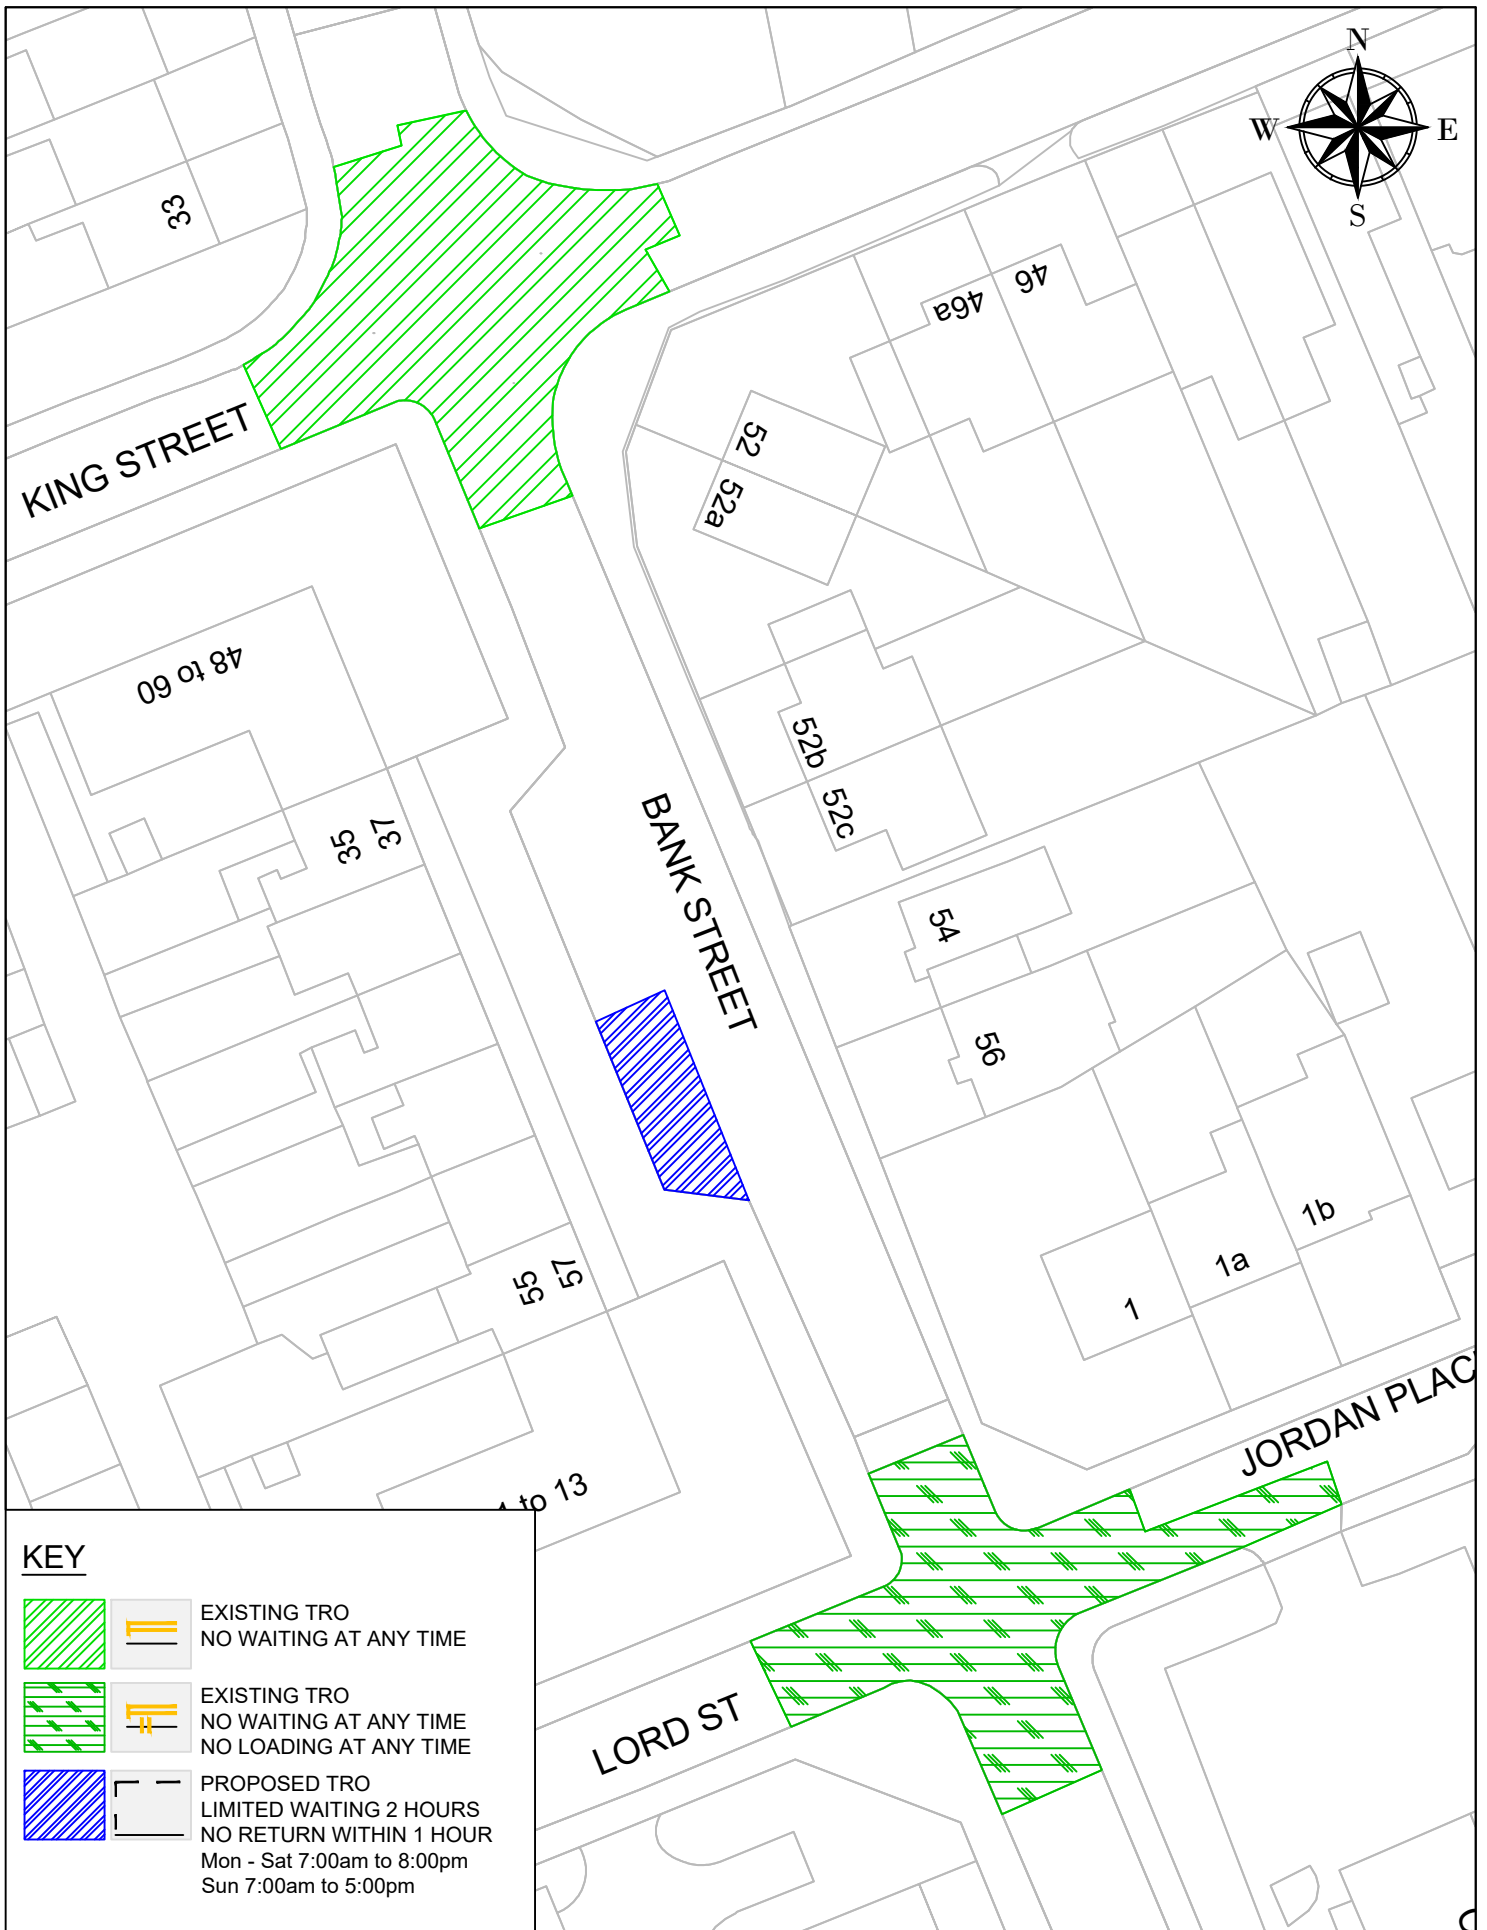 N
W E
S
33
46
46a
KING STREET
52
52a
48 to 60
52b
52c
35
37
BANK STREET
54
56
1b
1a
1
55
57
JORDAN PLAC
to 13
LORD ST
KEY
EXISTING TRO
NO WAITING AT ANY TIME
EXISTING TRO
NO WAITING AT ANY TIME
NO LOADING AT ANY TIME
PROPOSED TRO
LIMITED WAITING 2 HOURS
NO RETURN WITHIN 1 HOUR
Mon - Sat 7:00am to 8:00pm
Sun 7:00am to 5:00pm